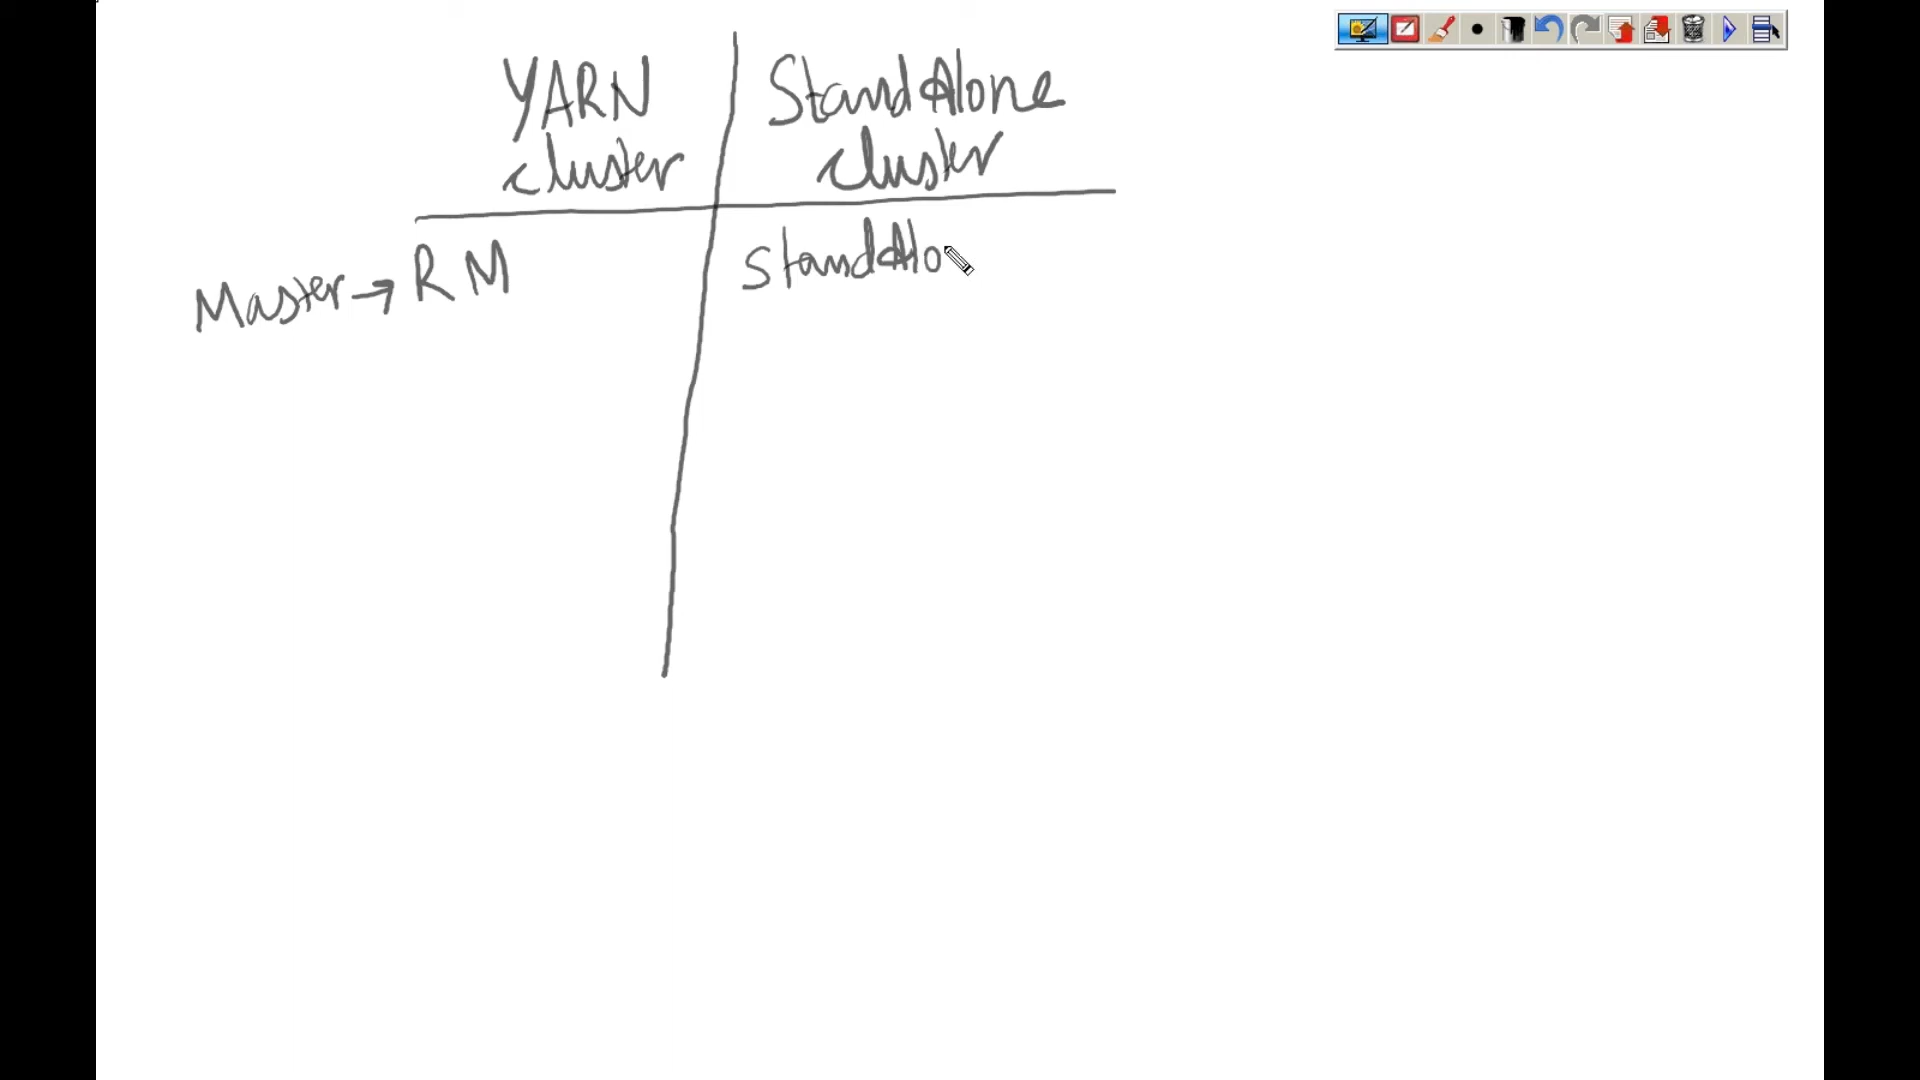 YARN cluster
StandAlone cluster
Master → RM
StandAlo